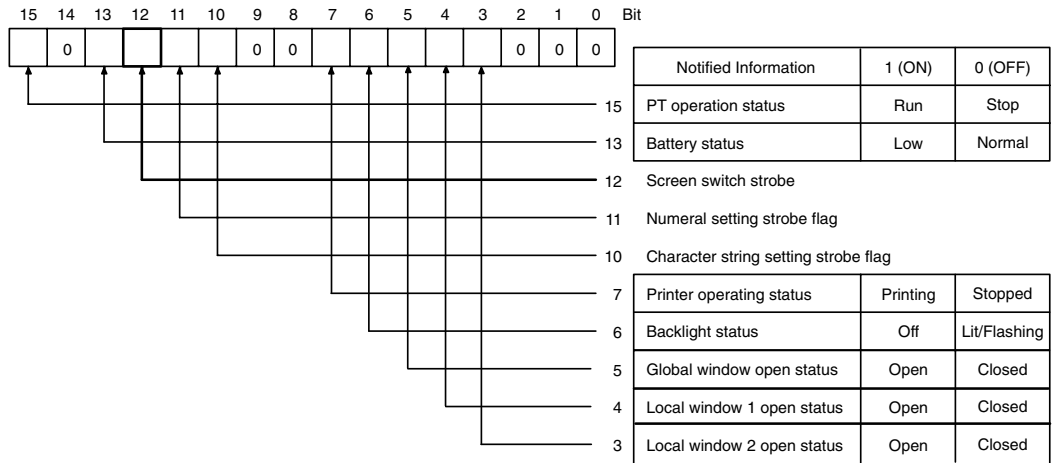 15 14 13 12 11 10 9 8 7 6 5 4 3 2 1 0 Bit
0 0 0 0 0 0
Notified Information 1 (ON) 0 (OFF)
15 PT operation status Run Stop
13 Battery status Low Normal
12 Screen switch strobe
11 Numeral setting strobe flag
10 Character string setting strobe flag
7 Printer operating status Printing Stopped
6 Backlight status Off Lit/Flashing
5 Global window open status Open Closed
4 Local window 1 open status Open Closed
3 Local window 2 open status Open Closed